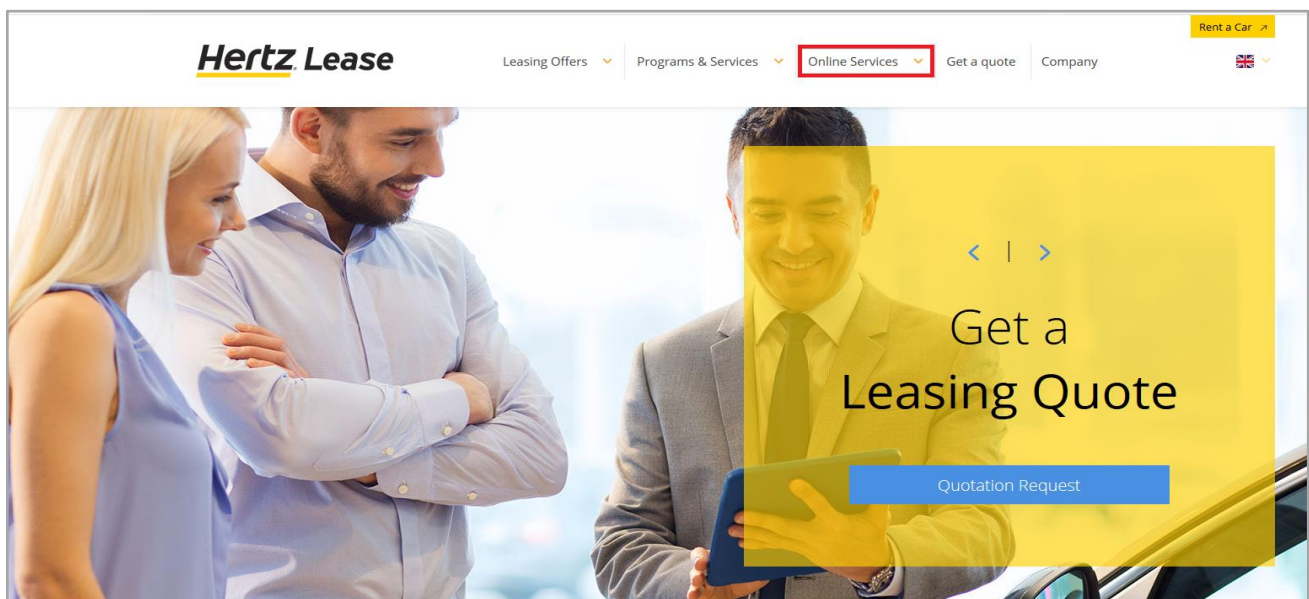 Rent a Car
Hertz. Lease
Leasing Offers
Programs & Services
Online Services
Get a quote
Company
Get a
Leasing Quote
Quotation Request